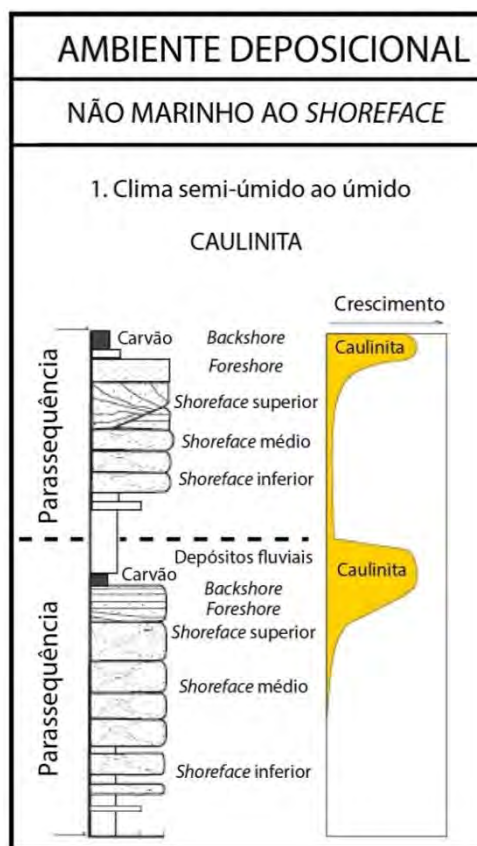 AMBIENTE DEPOSICIONAL
NÃO MARINHO AO SHOREFACE
1. Clima semi-úmido ao úmido
CAULINITA
Crescimento
Parassequência
Carvão
Backshore
Foreshore
Shoreface superior
Shoreface médio
Shoreface inferior
Caulinita
Parassequência
Depósitos fluviais
Carvão
Backshore
Foreshore
Shoreface superior
Shoreface médio
Shoreface inferior
Caulinita